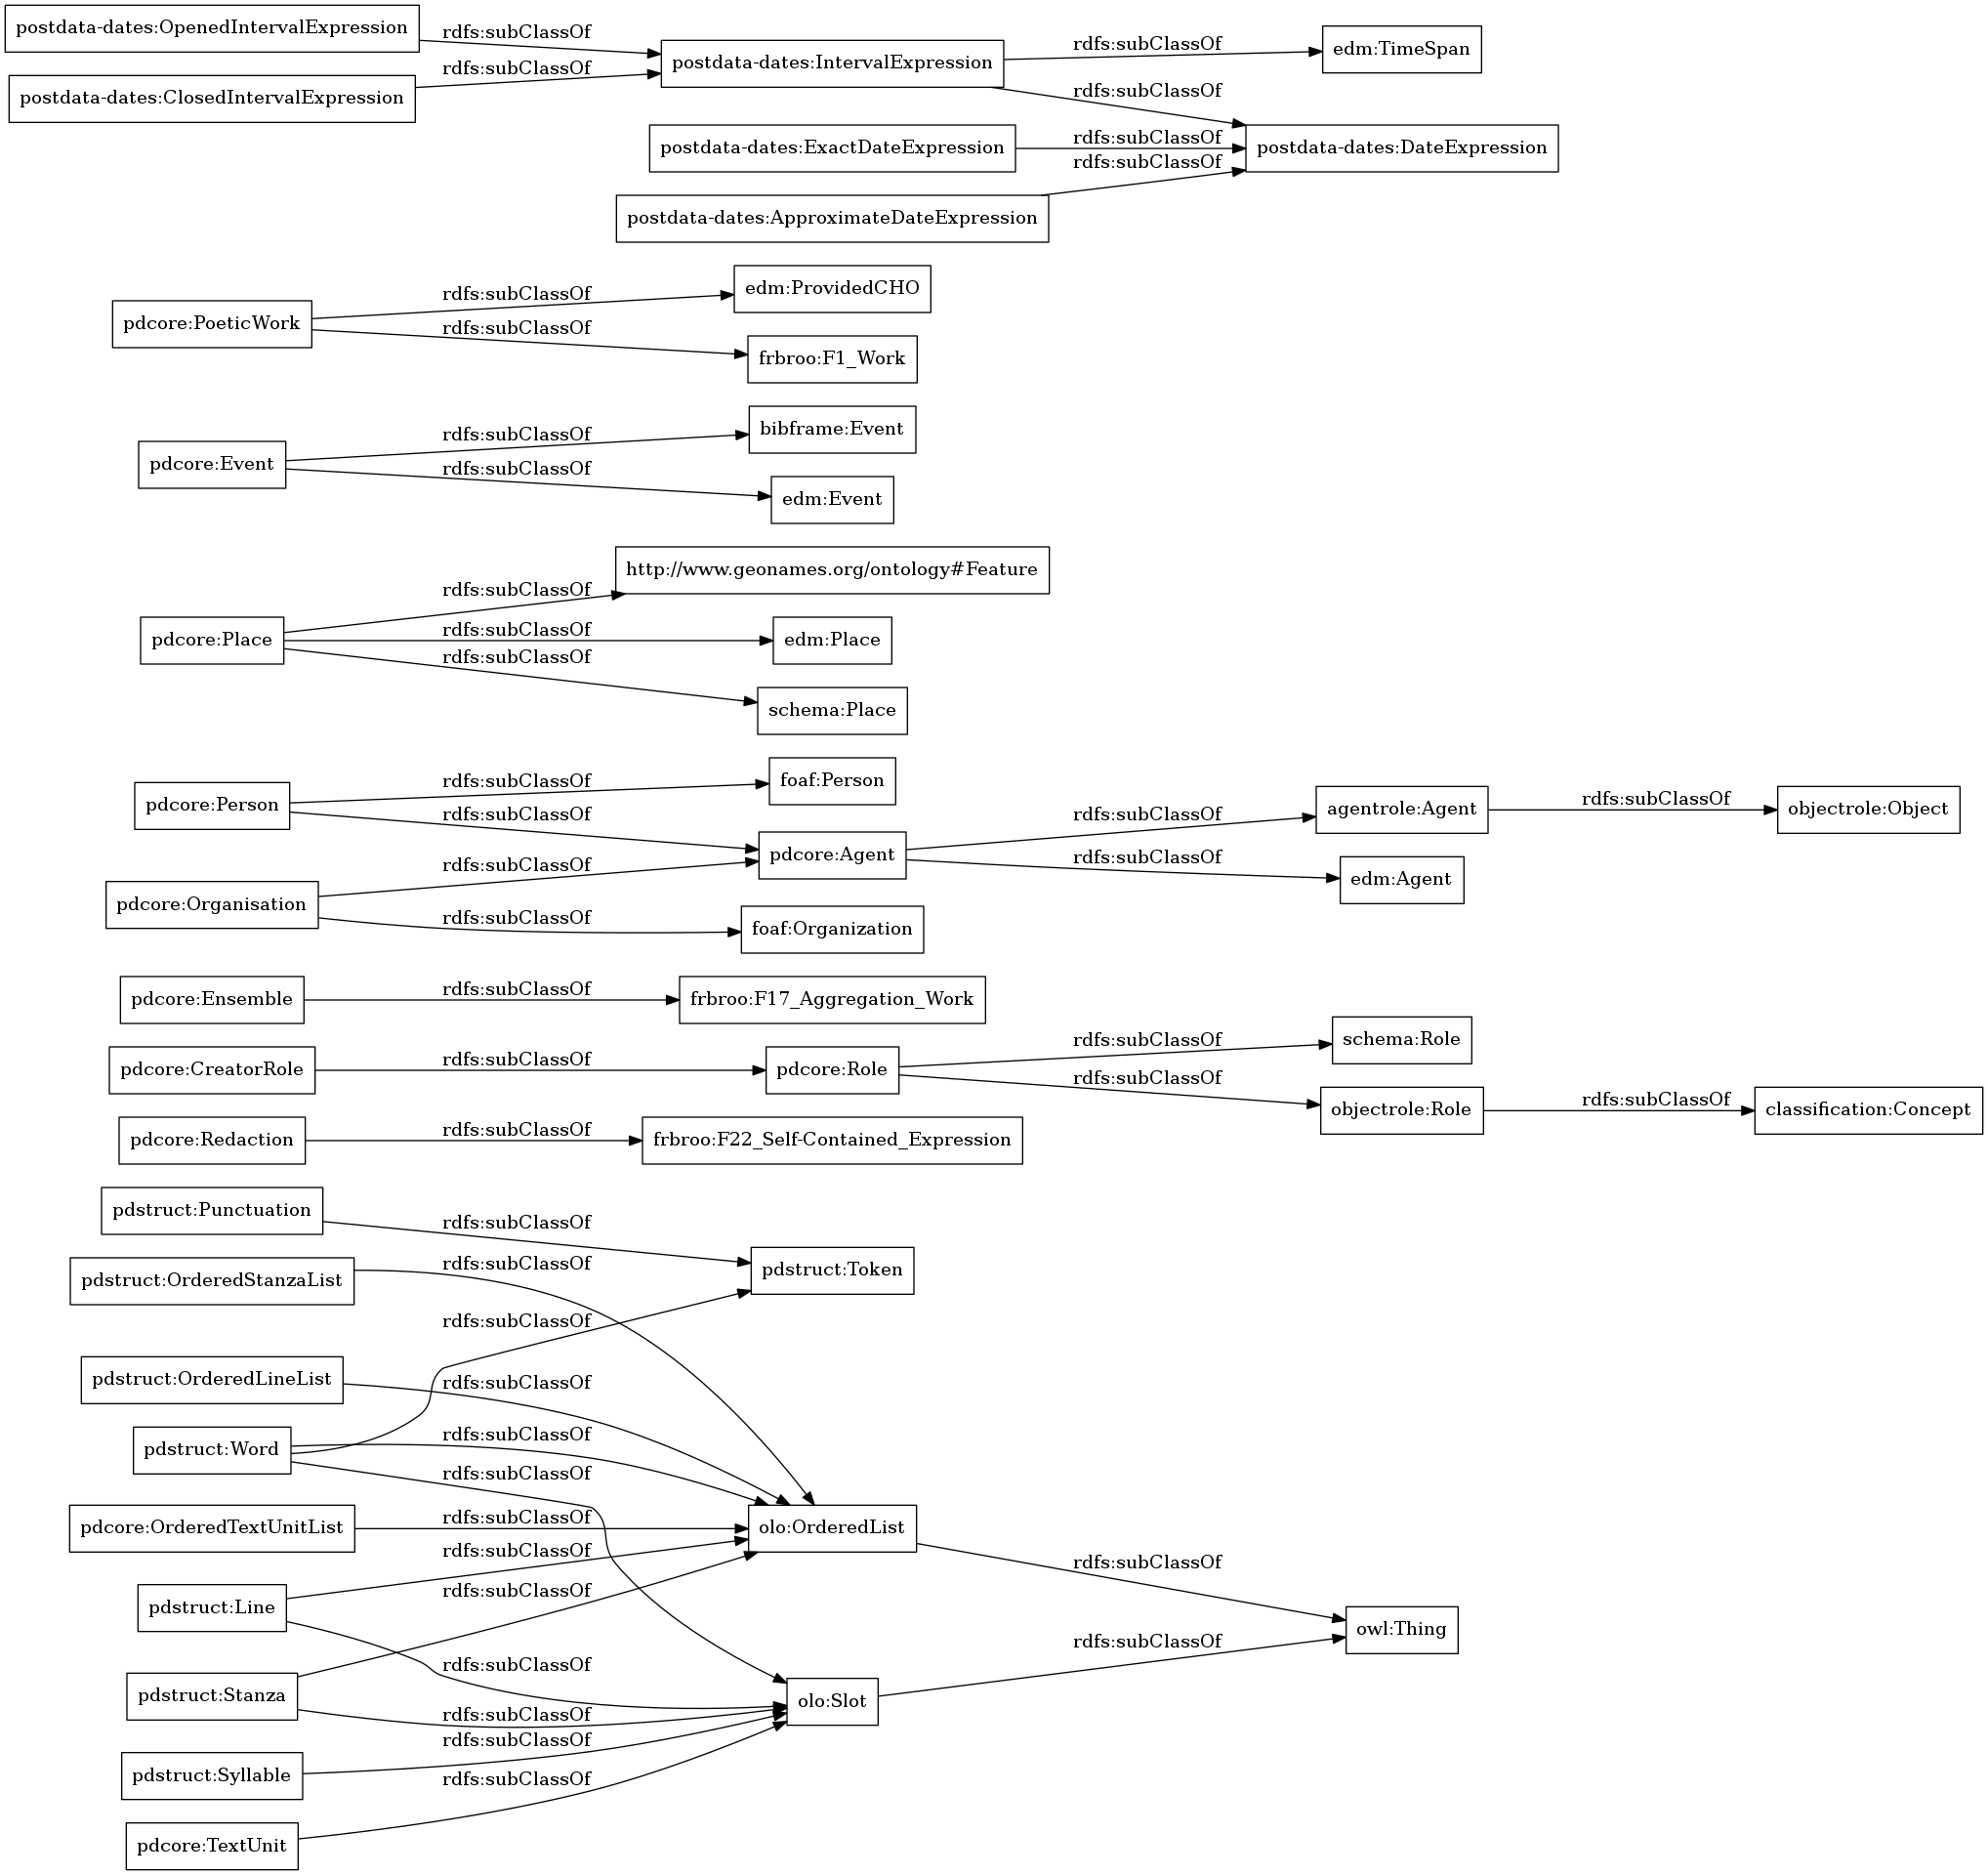 postdata-dates:OpenedIntervalExpression
rdfs:subClassOf
postdata-dates:IntervalExpression
rdfs:subClassOf
edm:TimeSpan
postdata-dates:ClosedIntervalExpression
rdfs:subClassOf
rdfs:subClassOf
postdata-dates:ExactDateExpression
rdfs:subClassOf
postdata-dates:DateExpression
postdata-dates:ApproximateDateExpression
rdfs:subClassOf
pdcore:PoeticWork
rdfs:subClassOf
edm:ProvidedCHO
rdfs:subClassOf
frbroo:F1_Work
pdcore:Event
rdfs:subClassOf
bibframe:Event
rdfs:subClassOf
edm:Event
pdcore:Place
rdfs:subClassOf
http://www.geonames.org/ontology#Feature
rdfs:subClassOf
edm:Place
rdfs:subClassOf
schema:Place
pdcore:Person
rdfs:subClassOf
foaf:Person
rdfs:subClassOf
pdcore:Agent
rdfs:subClassOf
agentrole:Agent
rdfs:subClassOf
objectrole:Object
rdfs:subClassOf
edm:Agent
pdcore:Organisation
rdfs:subClassOf
rdfs:subClassOf
foaf:Organization
pdcore:Ensemble
rdfs:subClassOf
frbroo:F17_Aggregation_Work
pdcore:CreatorRole
rdfs:subClassOf
pdcore:Role
rdfs:subClassOf
schema:Role
rdfs:subClassOf
objectrole:Role
rdfs:subClassOf
classification:Concept
pdcore:Redaction
rdfs:subClassOf
frbroo:F22_Self-Contained_Expression
pdstruct:Punctuation
rdfs:subClassOf
pdstruct:Token
pdstruct:OrderedStanzaList
rdfs:subClassOf
rdfs:subClassOf
pdstruct:OrderedLineList
rdfs:subClassOf
pdstruct:Word
rdfs:subClassOf
rdfs:subClassOf
pdcore:OrderedTextUnitList
rdfs:subClassOf
olo:OrderedList
rdfs:subClassOf
owl:Thing
pdstruct:Line
rdfs:subClassOf
rdfs:subClassOf
rdfs:subClassOf
pdstruct:Stanza
rdfs:subClassOf
olo:Slot
rdfs:subClassOf
pdstruct:Syllable
rdfs:subClassOf
pdcore:TextUnit
rdfs:subClassOf